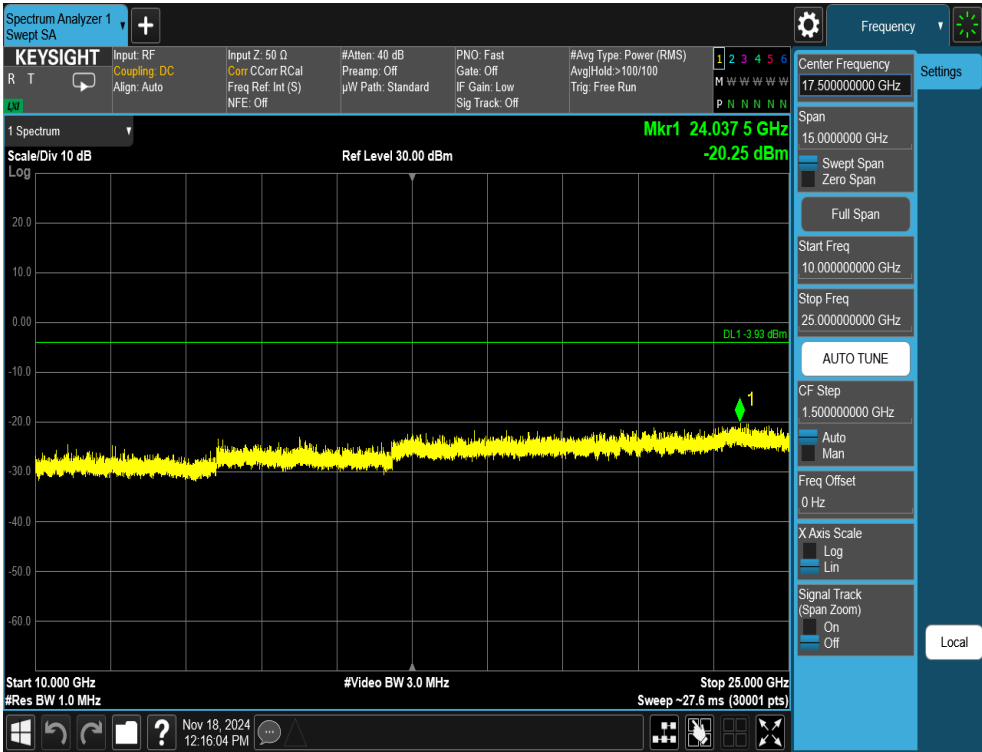 Spectrum Analyzer 1
Swept SA
+
Frequency
KEYSIGHT
R T
LXI
Input: RF
Coupling: DC
Align: Auto
Input Z: 50 Ω
Corr CCorr RCal
Freq Ref: Int (S)
NFE: Off
#Atten: 40 dB
Preamp: Off
µW Path: Standard
PNO: Fast
Gate: Off
IF Gain: Low
Sig Track: Off
#Avg Type: Power (RMS)
Avg|Hold:>100/100
Trig: Free Run
1 2 3 4 5 6
M W W W W W
P N N N N N
1 Spectrum
Mkr1 24.037 5 GHz
-20.25 dBm
Scale/Div 10 dB
Ref Level 30.00 dBm
Log
20.0
10.0
0.00
-10.0
-20.0
-30.0
-40.0
-50.0
-60.0
DL1 -3.93 dBm
1
Start 10.000 GHz
#Video BW 3.0 MHz
Stop 25.000 GHz
#Res BW 1.0 MHz
Sweep ~27.6 ms (30001 pts)
Center Frequency
17.500000000 GHz
Settings
Span
15.0000000 GHz
Swept Span
Zero Span
Full Span
Start Freq
10.000000000 GHz
Stop Freq
25.000000000 GHz
AUTO TUNE
CF Step
1.500000000 GHz
Auto
Man
Freq Offset
0 Hz
X Axis Scale
Log
Lin
Signal Track
(Span Zoom)
On
Off
Local
?
Nov 18, 2024
12:16:04 PM